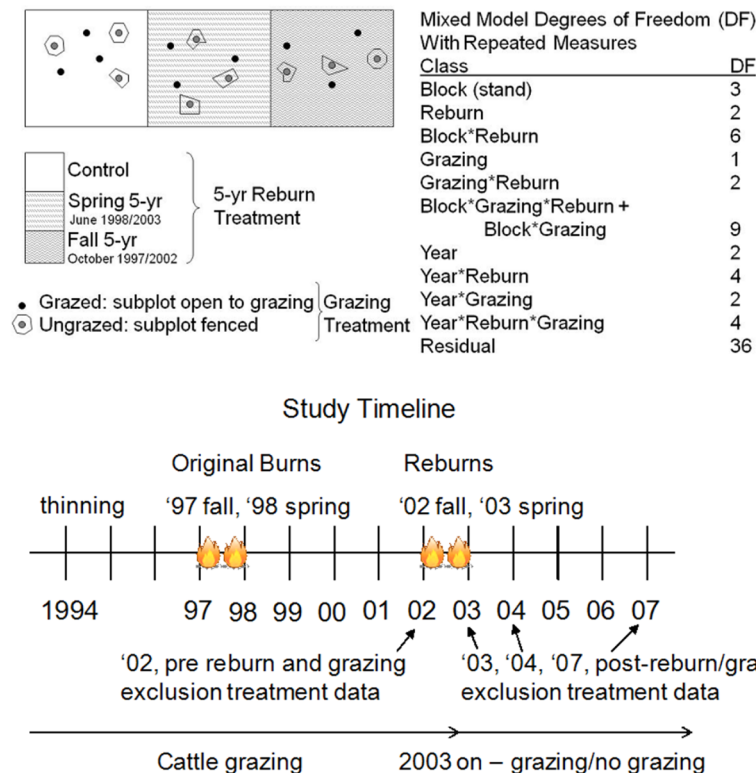 Mixed Model Degrees of Freedom (DF)
With Repeated Measures
Class DF
Block (stand) 3
Reburn 2
Block*Reburn 6
Grazing 1
Grazing*Reburn 2
Block*Grazing*Reburn +
Block*Grazing 9
Year 2
Year*Reburn 4
Year*Grazing 2
Year*Reburn*Grazing 4
Residual 36
Control
Spring 5-yr
June 1998/2003
Fall 5-yr
October 1997/2002
5-yr Reburn
Treatment
Grazed: subplot open to grazing
Ungrazed: subplot fenced
Grazing
Treatment
Study Timeline
Original Burns Reburns
thinning '97 fall, '98 spring '02 fall, '03 spring
1994 97 98 99 00 01 02 03 04 05 06 07
'02, pre reburn and grazing
exclusion treatment data
'03, '04, '07, post-reburn/gra
exclusion treatment data
Cattle grazing 2003 on – grazing/no grazing